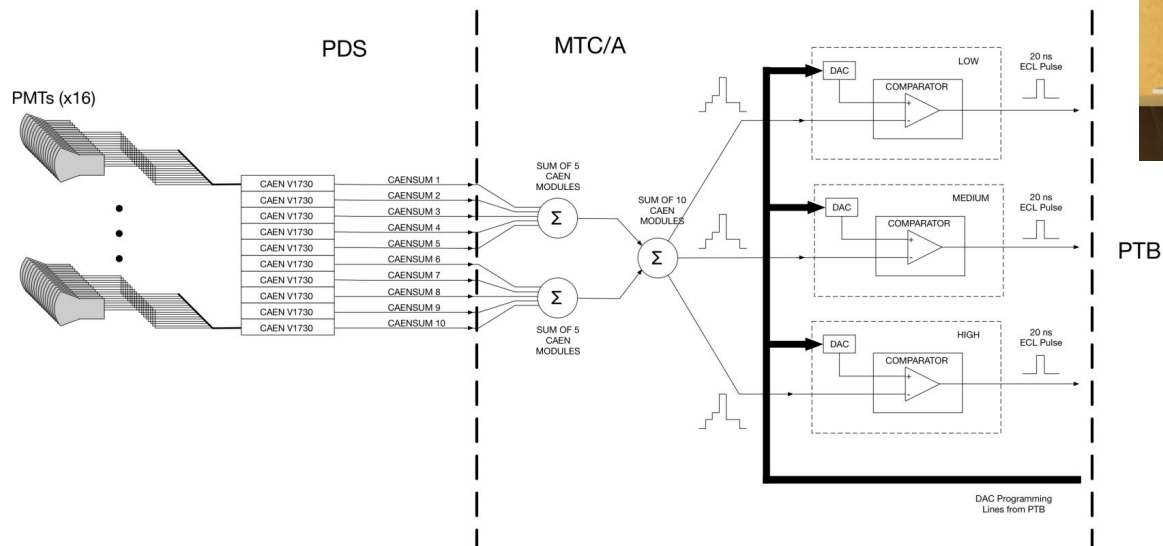 PDS
MTC/A
PMTs (x16)
CAEN V1730
CAEN V1730
CAEN V1730
CAEN V1730
CAEN V1730
CAEN V1730
CAEN V1730
CAEN V1730
CAEN V1730
CAEN V1730
CAENSUM 1
CAENSUM 2
CAENSUM 3
CAENSUM 4
CAENSUM 5
CAENSUM 6
CAENSUM 7
CAENSUM 8
CAENSUM 9
CAENSUM 10
SUM OF 5
CAEN
MODULES
Σ
Σ
SUM OF 5
CAEN
MODULES
SUM OF 10
CAEN
MODULES
Σ
LOW
DAC
COMPARATOR
+
-
20 ns
ECL Pulse
MEDIUM
DAC
COMPARATOR
+
-
20 ns
ECL Pulse
HIGH
DAC
COMPARATOR
+
-
20 ns
ECL Pulse
PTB
DAC Programming
Lines from PTB